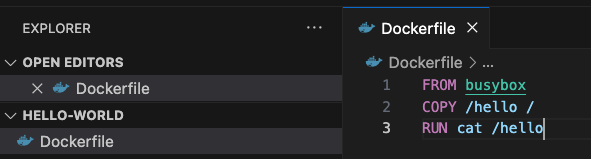 EXPLORER ...
OPEN EDITORS
Dockerfile
HELLO-WORLD
Dockerfile
Dockerfile
Dockerfile > ...
1 FROM busybox
2 COPY /hello /
3 RUN cat /hello